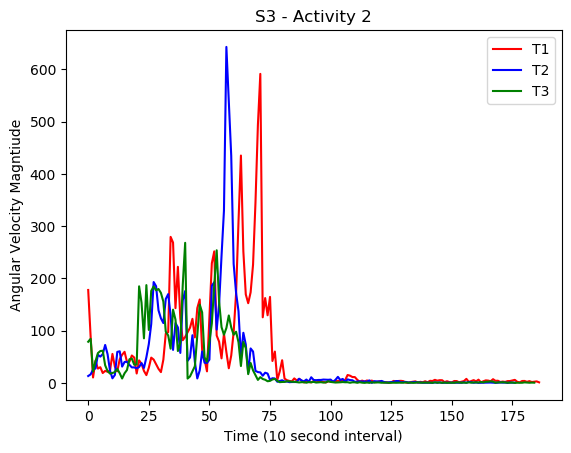 S3 - Activity 2
T1
T2
T3
600
500
400
300
200
100
0
Angular Velocity Magntiude
0 25 50 75 100 125 150 175
Time (10 second interval)